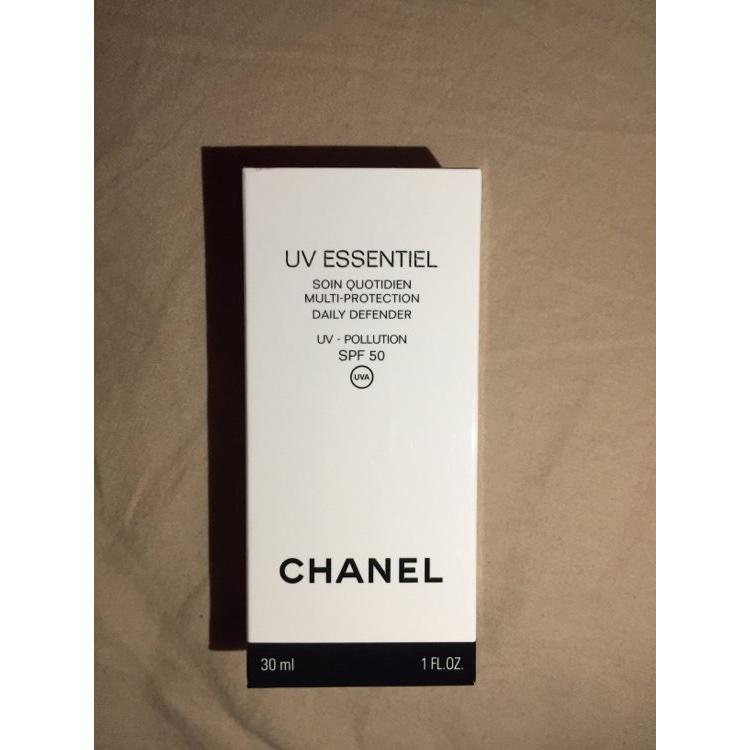 UV ESSENTIEL
SOIN QUOTIDIEN
MULTI-PROTECTION
DAILY DEFENDER
UV - POLLUTION
SPF 50
UVA
CHANEL
30 ml 1 FL.OZ.